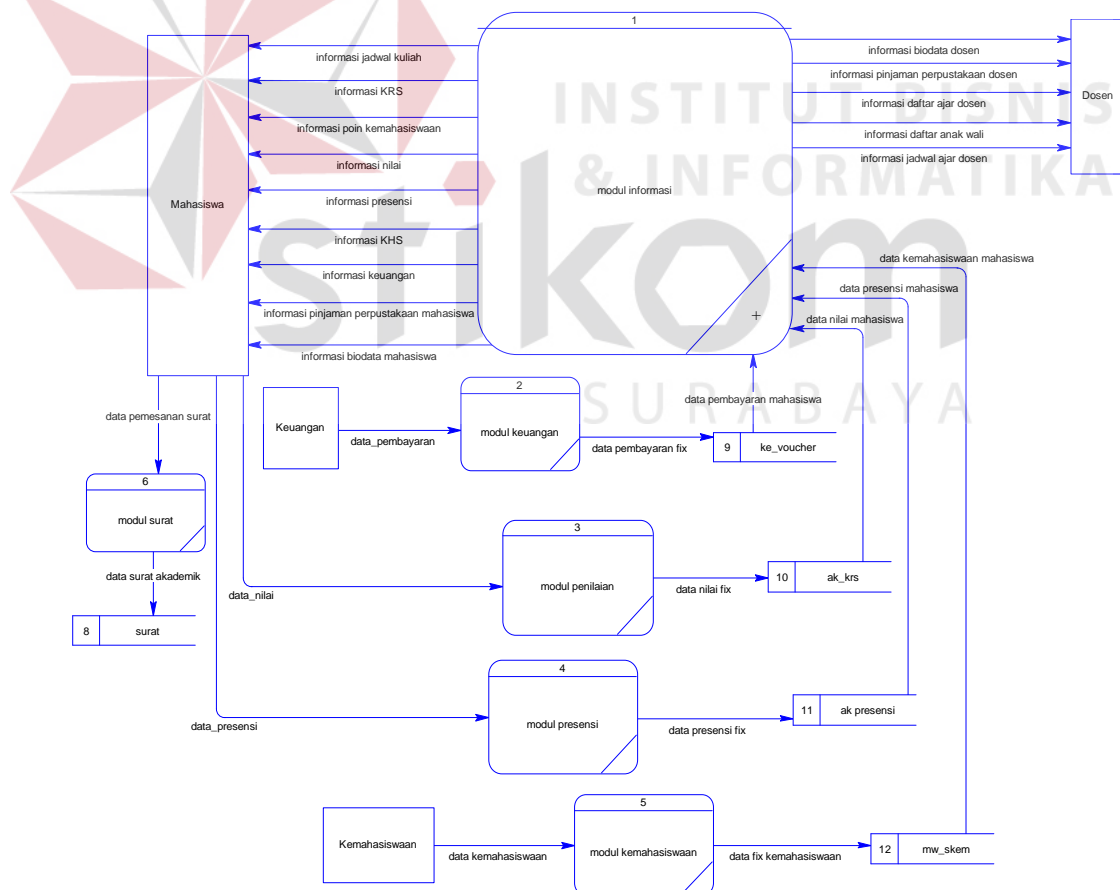 1
informasi jadwal kuliah
informasi KRS
informasi poin kemahasiswaan
informasi nilai
informasi presensi
informasi KHS
informasi keuangan
informasi pinjaman perpustakaan mahasiswa
informasi biodata mahasiswa
Mahasiswa
modul informasi
informasi biodata dosen
informasi pinjaman perpustakaan dosen
informasi daftar ajar dosen
informasi daftar anak wali
informasi jadwal ajar dosen
Dosen
INSTITUT BISNIS
& INFORMATIKA
stikom
SURABAYA
data kemahasiswaan mahasiswa
data presensi mahasiswa
data nilai mahasiswa
data pembayaran mahasiswa
data pemesanan surat
Keuangan
data_pembayaran
2
modul keuangan
data pembayaran fix
9
ke_voucher
6
modul surat
data surat akademik
8
surat
data_nilai
3
modul penilaian
data nilai fix
10
ak_krs
data_presensi
4
modul presensi
data presensi fix
11
ak presensi
Kemahasiswaan
data kemahasiswaan
5
modul kemahasiswaan
data fix kemahasiswaan
12
mw_skem